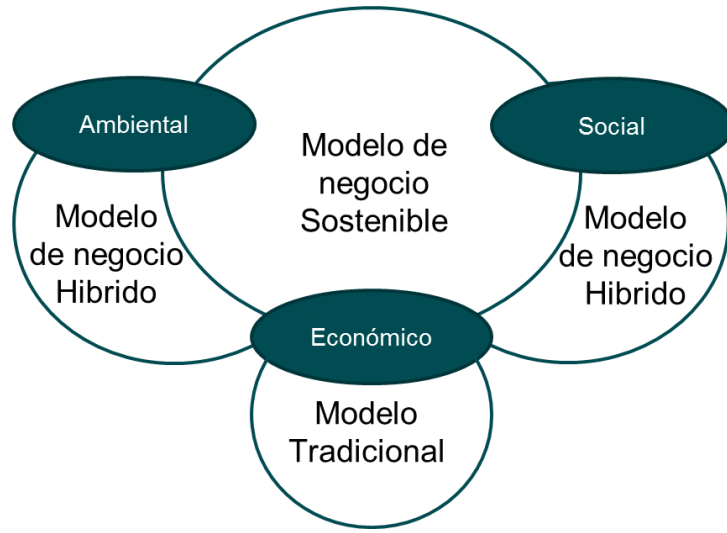 Ambiental
Social
Modelo de
negocio
Sostenible
Modelo
de negocio
Hibrido
Modelo
de negocio
Hibrido
Económico
Modelo
Tradicional